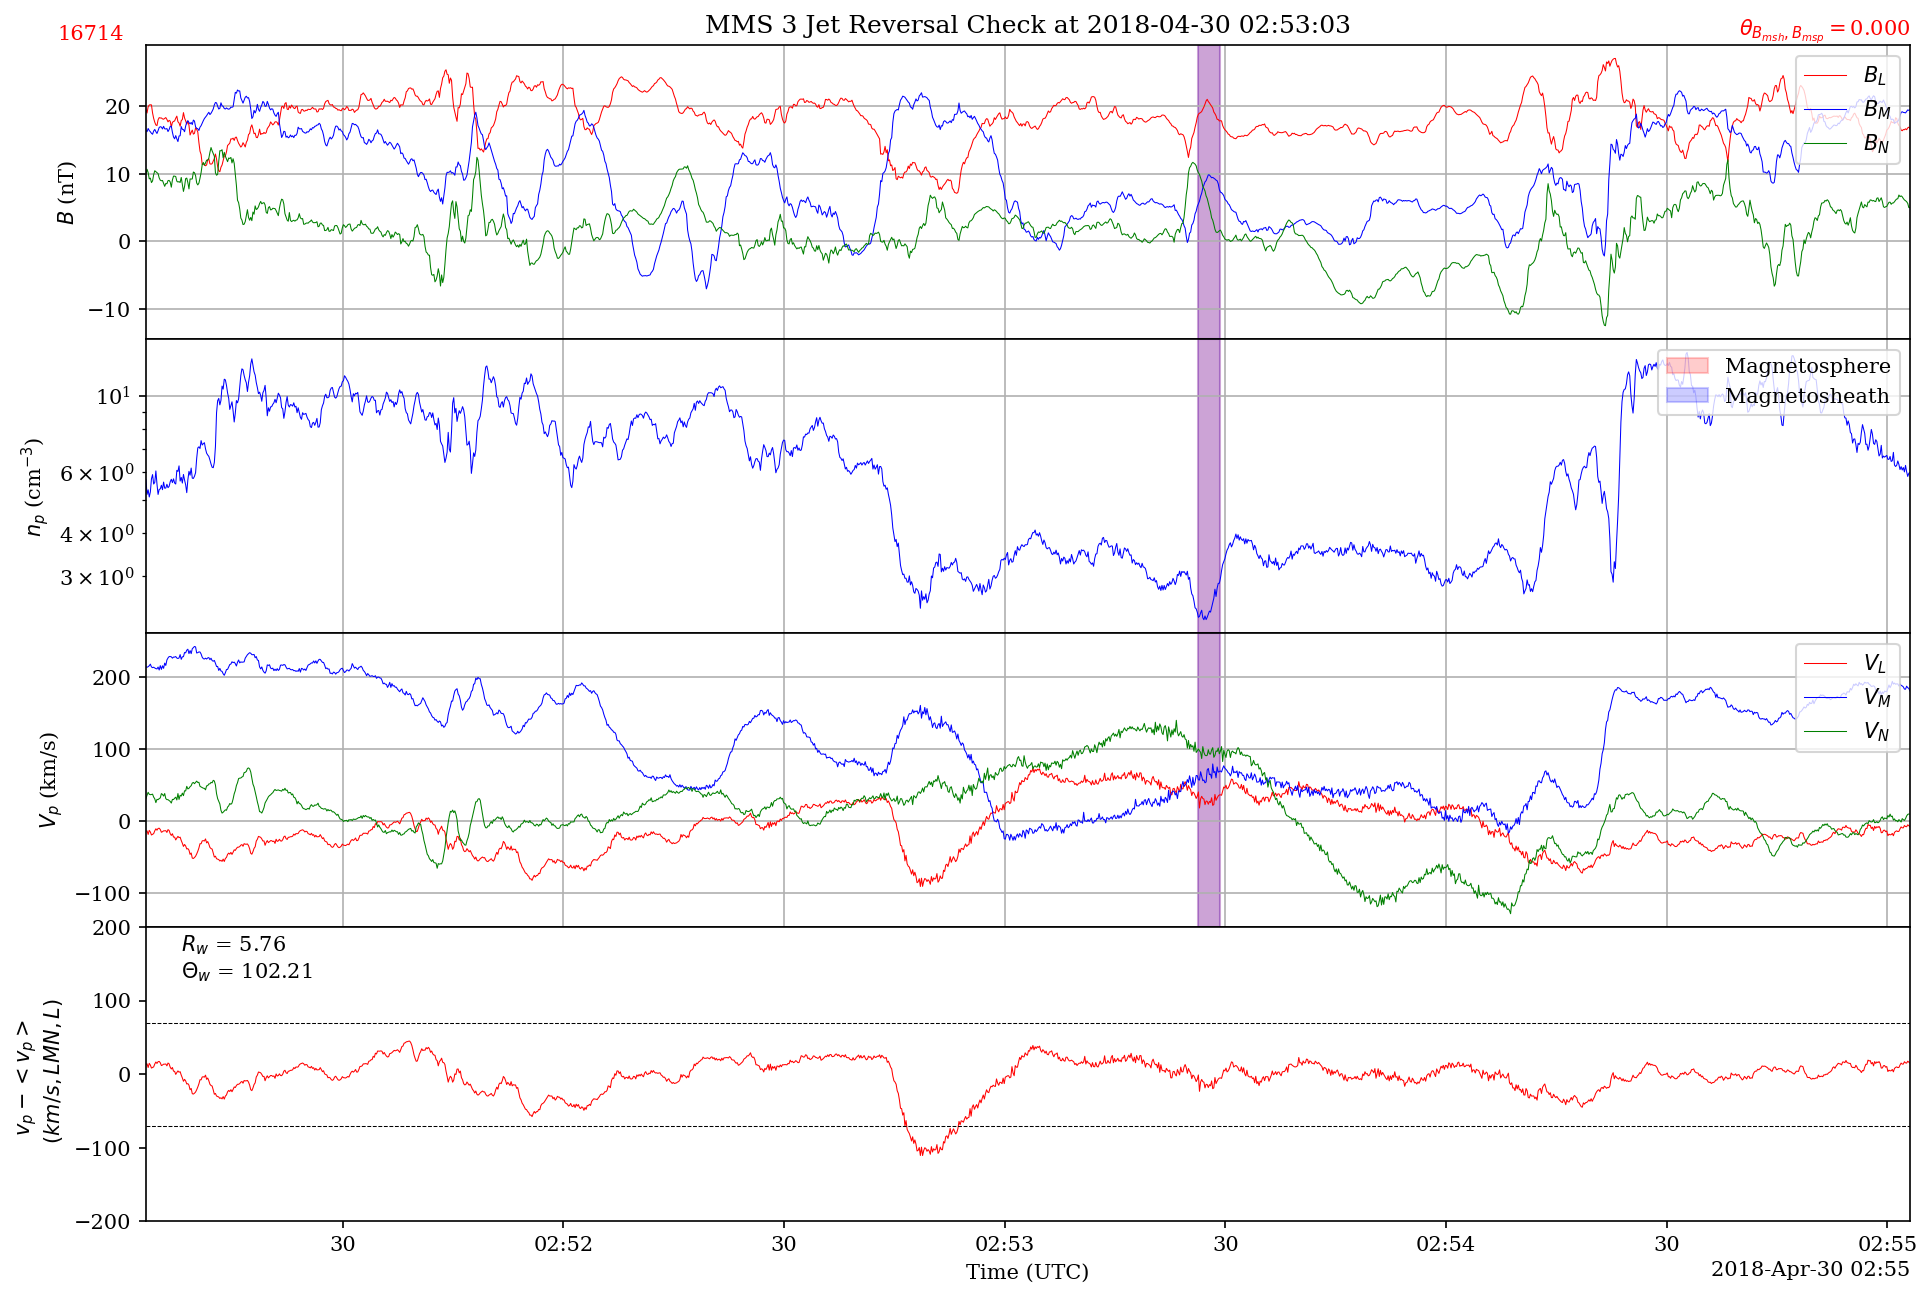 16714
MMS 3 Jet Reversal Check at 2018-04-30 02:53:03
θ_{B_{msh}, B_{msp}} = 0.000
B (nT)
20
10
0
−10
B_L
B_M
B_N
n_p (cm^{−3})
10^1
6 × 10^0
4 × 10^0
3 × 10^0
Magnetosphere
Magnetosheath
V_p (km/s)
200
100
0
−100
V_L
V_M
V_N
v_p − < v_p >
(km/s, LMN, L)
200
100
0
−100
−200
R_w = 5.76
Θ_w = 102.21
30 02:52 30 02:53 30 02:54 30 02:55
Time (UTC)
2018-Apr-30 02:55